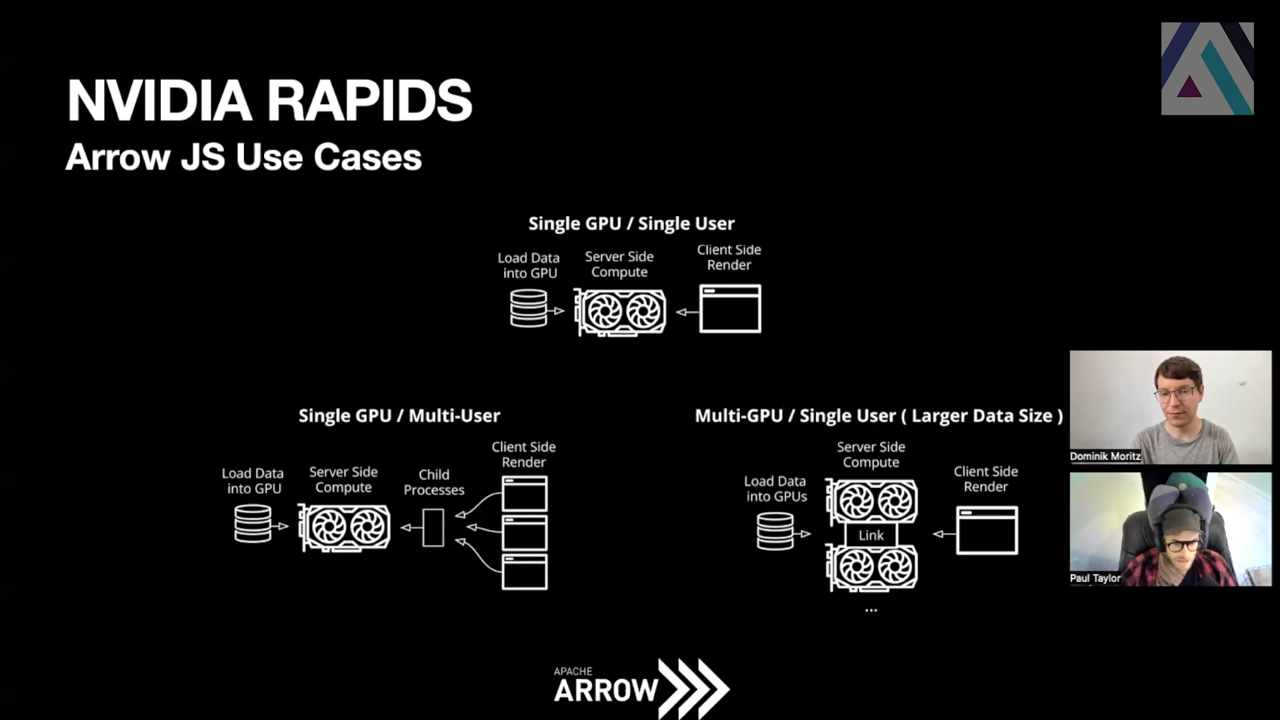 NVIDIA RAPIDS
Arrow JS Use Cases
Single GPU / Single User
Load Data
into GPU
Server Side
Compute
Client Side
Render
Single GPU / Multi-User
Load Data
into GPU
Server Side
Compute
Child
Processes
Client Side
Render
Multi-GPU / Single User ( Larger Data Size )
Load Data
into GPUs
Server Side
Compute
Link
...
Client Side
Render
Dominik Moritz
Paul Taylor
APACHE
ARROW